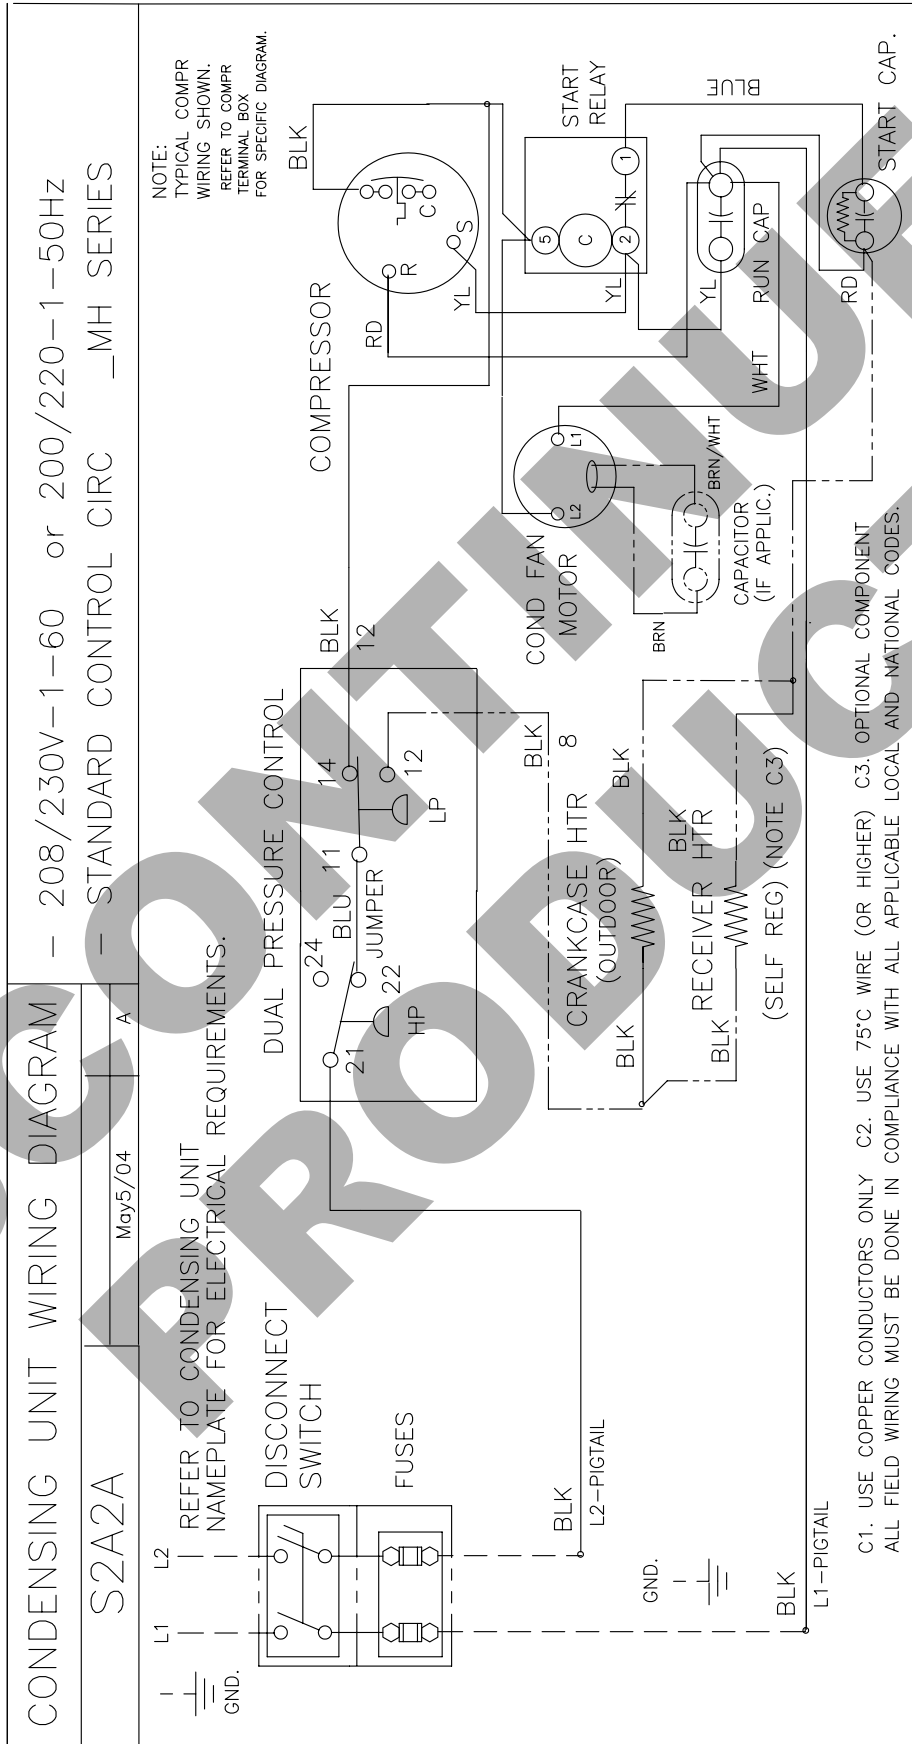 CONDENSING UNIT WIRING DIAGRAM
– 208/230V–1–60 or 200/220–1–50Hz
S2A2A
May5/04
A
– STANDARD CONTROL CIRC _MH SERIES
NOTE:
TYPICAL COMPR
WIRING SHOWN.
REFER TO COMPR
TERMINAL BOX
FOR SPECIFIC DIAGRAM.
REFER TO CONDENSING UNIT
NAMEPLATE FOR ELECTRICAL REQUIREMENTS.
L1
L2
GND.
DISCONNECT
SWITCH
FUSES
BLK
L2–PIGTAIL
GND.
BLK
L1–PIGTAIL
DUAL PRESSURE CONTROL
21
24
22
HP
BLU
JUMPER
11
14
12
LP
BLK
12
BLK
8
CRANKCASE HTR
(OUTDOOR)
BLK
BLK
RECEIVER HTR
BLK
BLK
(SELF REG) (NOTE C3)
COMPRESSOR
BLK
C
R
S
RD
YL
START
RELAY
5
C
2
1
YL
BLUE
COND FAN
MOTOR
L2
L1
BRN
BRN/WHT
CAPACITOR
(IF APPLIC.)
WHT
YL
RUN CAP
RD
START CAP.
C1. USE COPPER CONDUCTORS ONLY C2. USE 75°C WIRE (OR HIGHER) C3. OPTIONAL COMPONENT
ALL FIELD WIRING MUST BE DONE IN COMPLIANCE WITH ALL APPLICABLE LOCAL AND NATIONAL CODES.
CONTINUE
PRODUCT